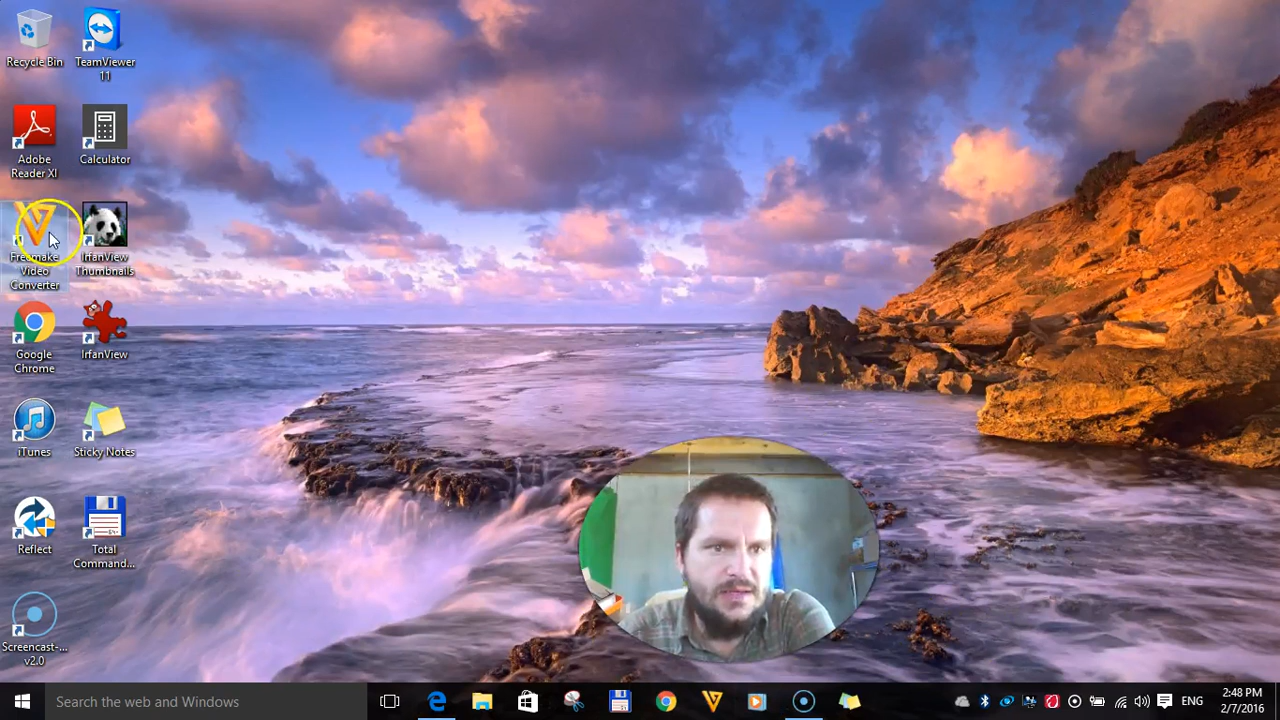 Recycle Bin
TeamViewer
11
Adobe
Reader XI
Calculator
Freemake
Video
Converter
IrfanView
Thumbnails
Google
Chrome
IrfanView
iTunes
Sticky Notes
Reflect
Total
Command...
Screencast-...
v2.0
Search the web and Windows
ENG
2:48 PM
2/7/2016